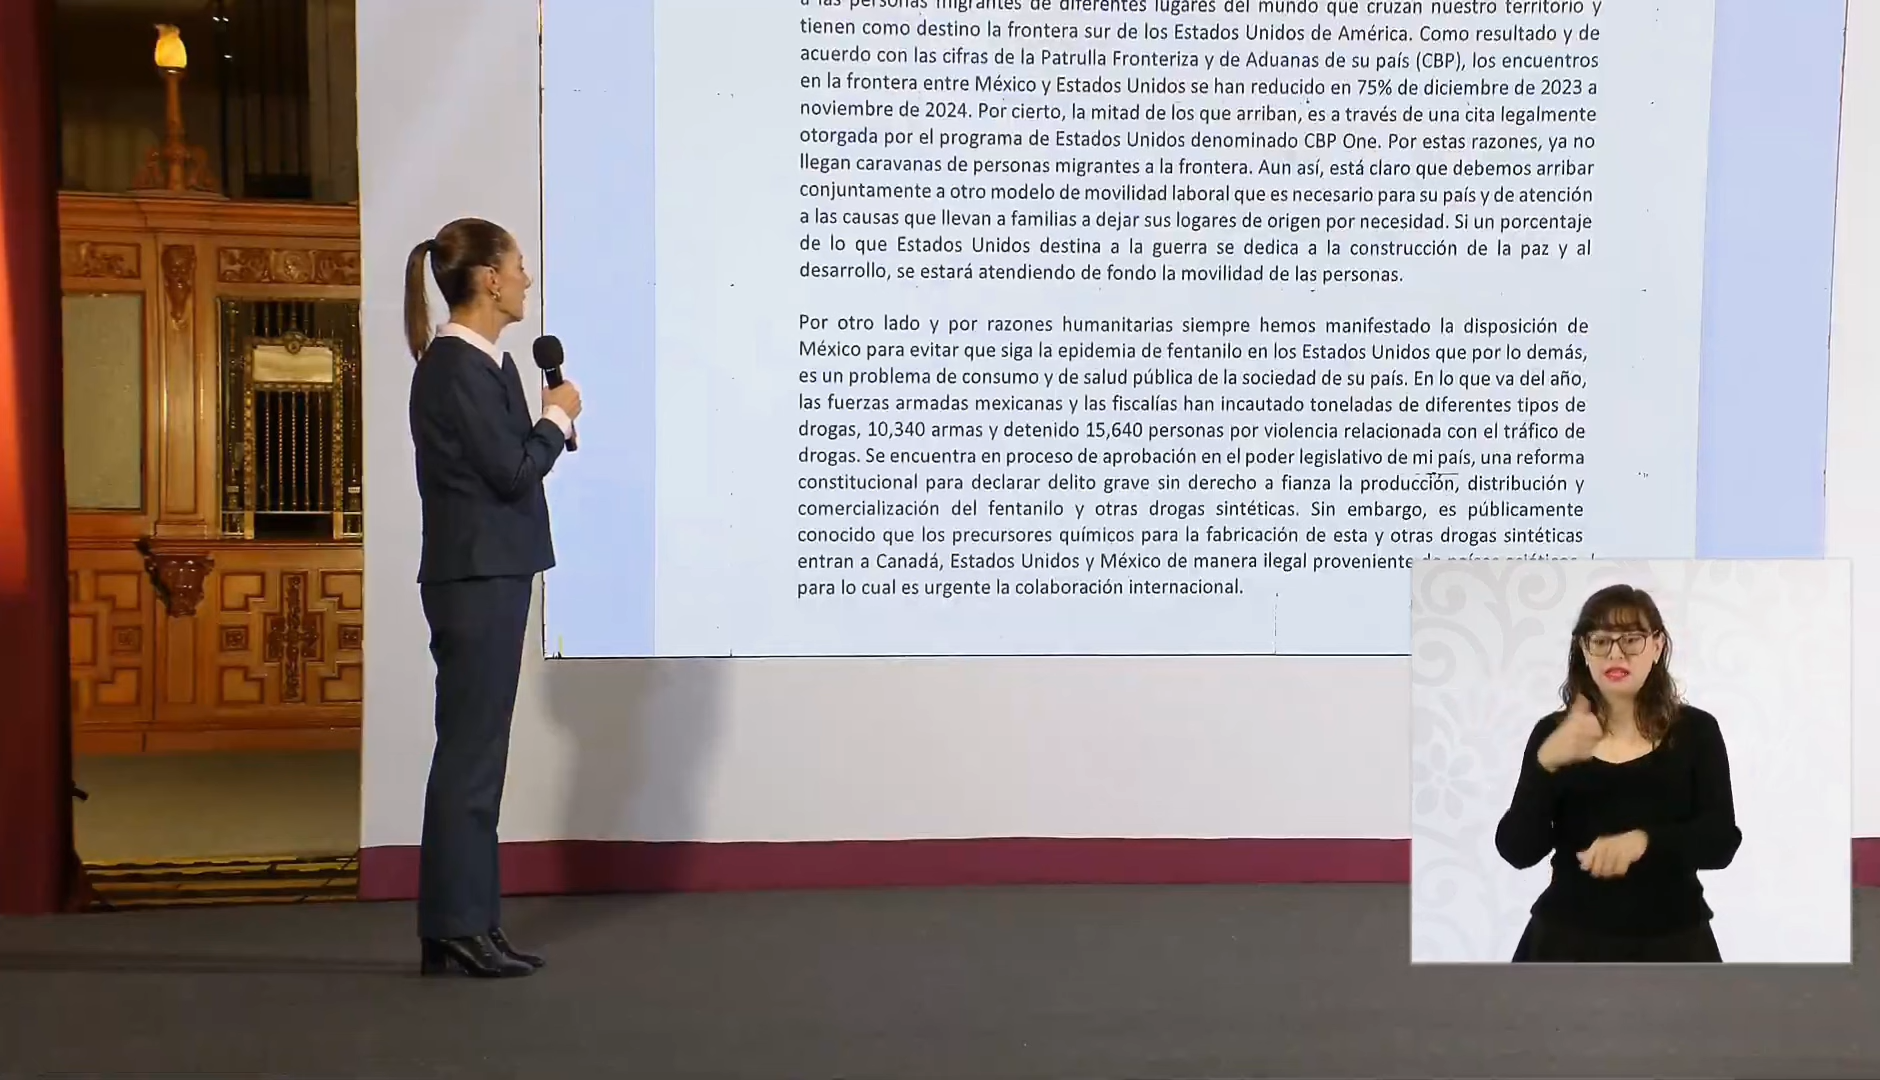 a las personas migrantes de diferentes lugares del mundo que cruzan nuestro territorio y
tienen como destino la frontera sur de los Estados Unidos de América. Como resultado y de
acuerdo con las cifras de la Patrulla Fronteriza y de Aduanas de su país (CBP), los encuentros
en la frontera entre México y Estados Unidos se han reducido en 75% de diciembre de 2023 a
noviembre de 2024. Por cierto, la mitad de los que arriban, es a través de una cita legalmente
otorgada por el programa de Estados Unidos denominado CBP One. Por estas razones, ya no
llegan caravanas de personas migrantes a la frontera. Aun así, está claro que debemos arribar
conjuntamente a otro modelo de movilidad laboral que es necesario para su país y de atención
a las causas que llevan a familias a dejar sus logares de origen por necesidad. Si un porcentaje
de lo que Estados Unidos destina a la guerra se dedica a la construcción de la paz y al
desarrollo, se estará atendiendo de fondo la movilidad de las personas.
Por otro lado y por razones humanitarias siempre hemos manifestado la disposición de
México para evitar que siga la epidemia de fentanilo en los Estados Unidos que por lo demás,
es un problema de consumo y de salud pública de la sociedad de su país. En lo que va del año,
las fuerzas armadas mexicanas y las fiscalías han incautado toneladas de diferentes tipos de
drogas, 10,340 armas y detenido 15,640 personas por violencia relacionada con el tráfico de
drogas. Se encuentra en proceso de aprobación en el poder legislativo de mi país, una reforma
constitucional para declarar delito grave sin derecho a fianza la producción, distribución y
comercialización del fentanilo y otras drogas sintéticas. Sin embargo, es públicamente
conocido que los precursores químicos para la fabricación de esta y otras drogas sintéticas
entran a Canadá, Estados Unidos y México de manera ilegal proveniente
para lo cual es urgente la colaboración internacional.